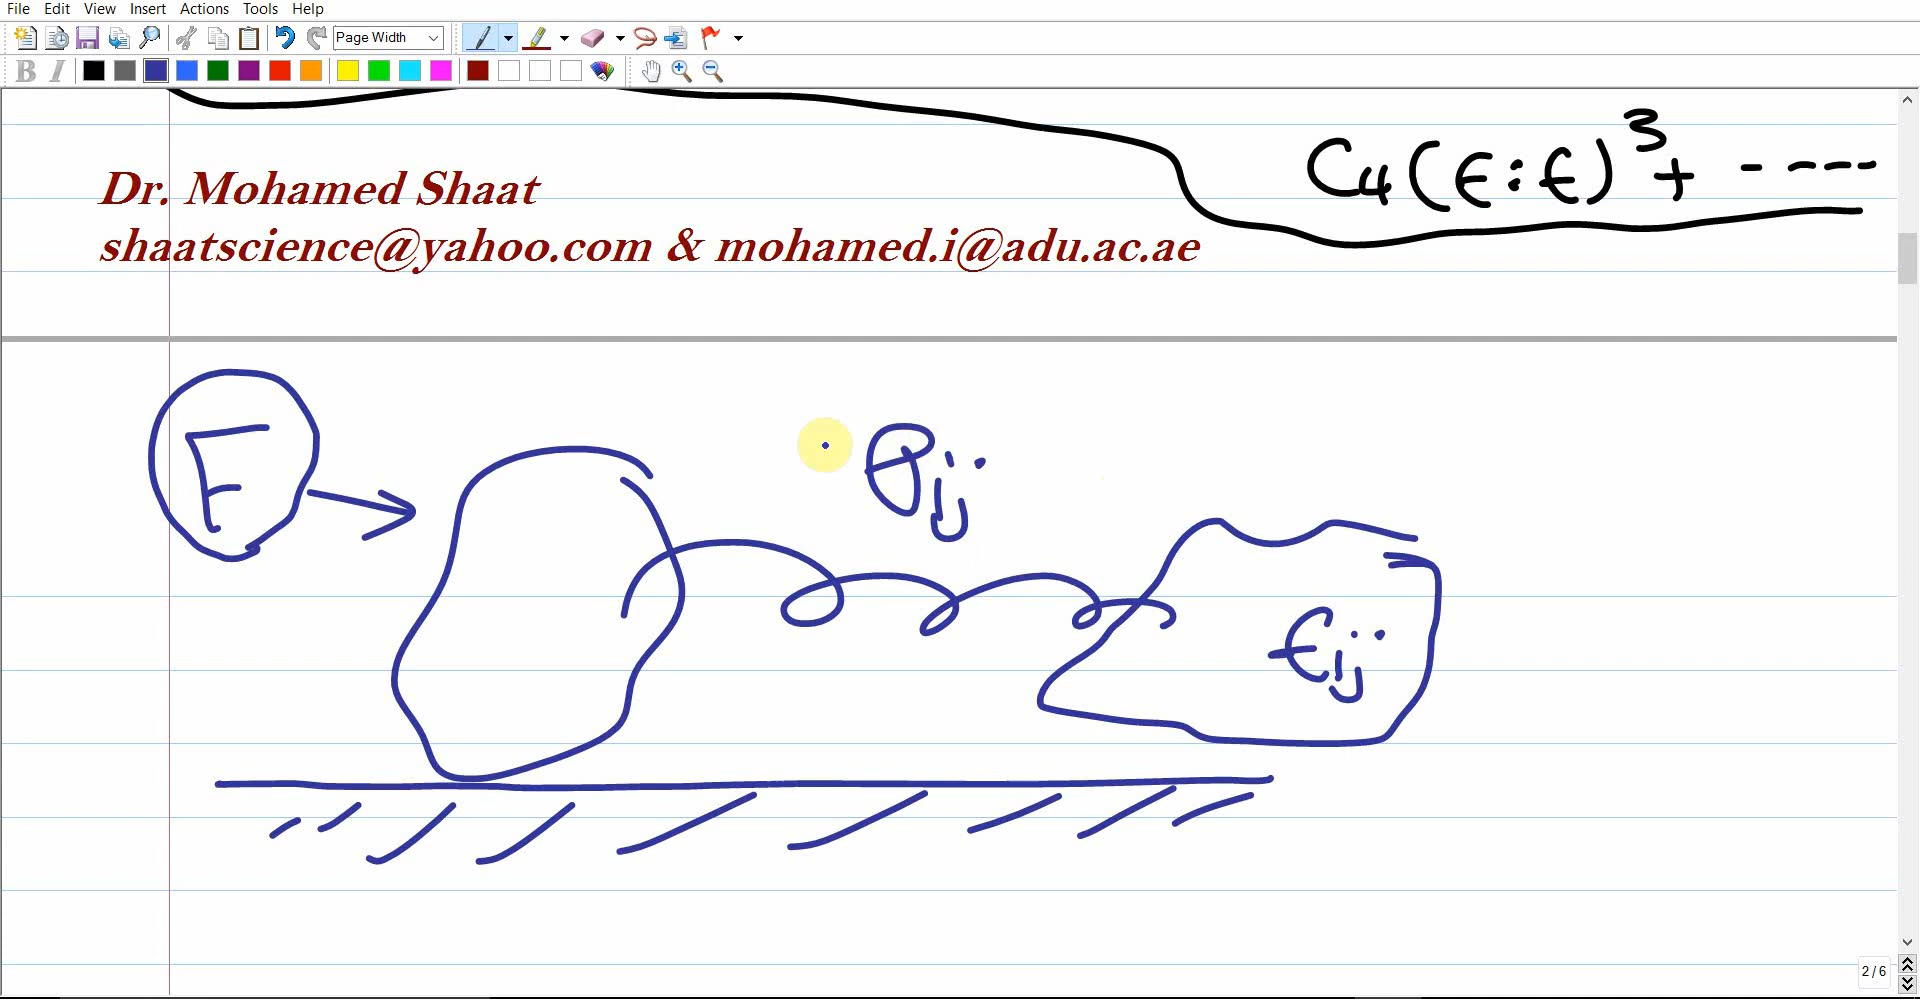 File Edit View Insert Actions Tools Help
Page Width
C4(ϵ:ϵ)³+ - ----
Dr. Mohamed Shaat
shaatscience@yahoo.com & mohamed.i@adu.ac.ae
F
ϵij
2 / 6